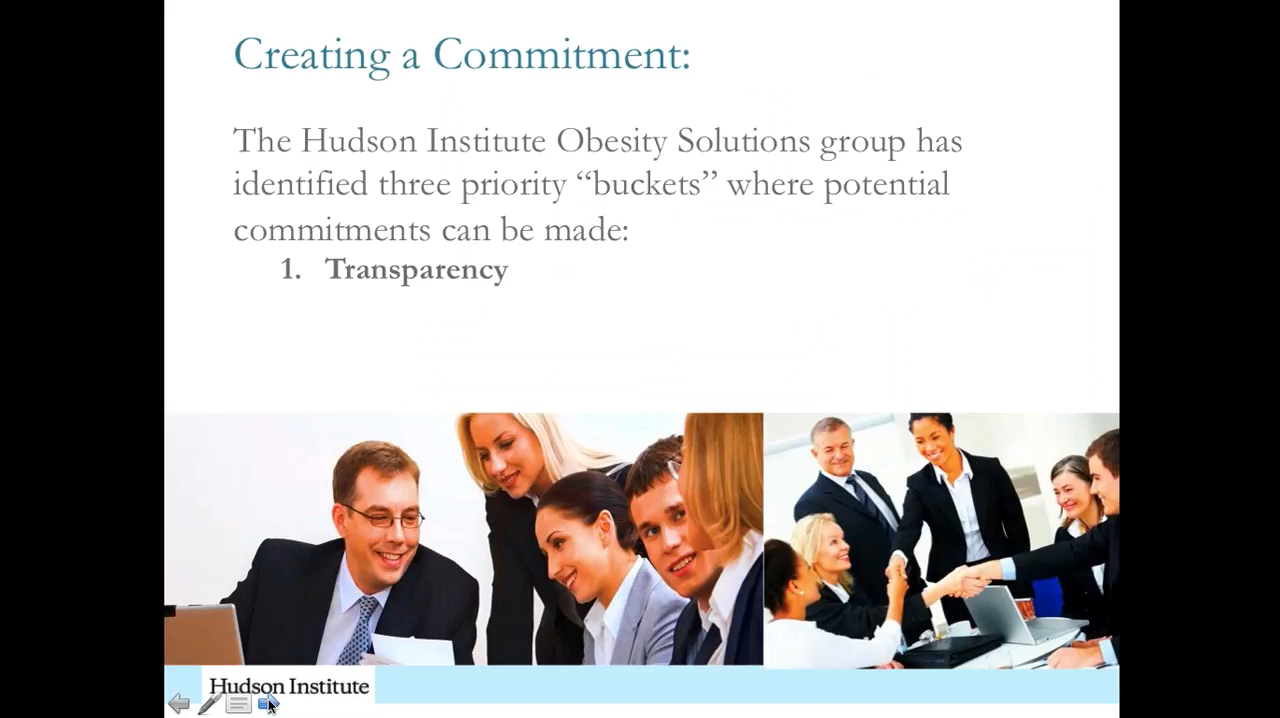 Creating a Commitment:
The Hudson Institute Obesity Solutions group has
identified three priority “buckets” where potential
commitments can be made:
1. Transparency
Hudson Institute